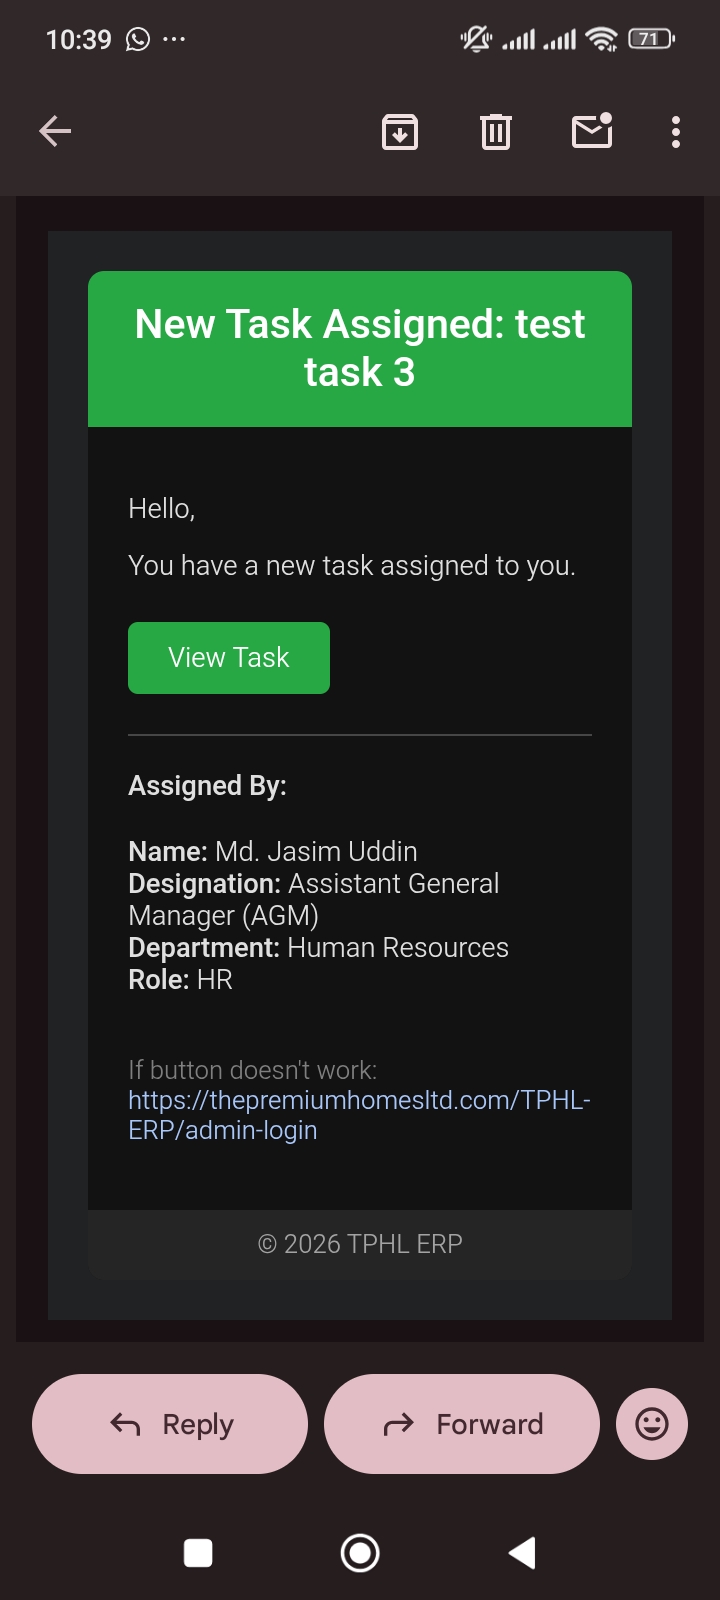 10:39
71
New Task Assigned: test
task 3
Hello,
You have a new task assigned to you.
View Task
Assigned By:
Name: Md. Jasim Uddin
Designation: Assistant General
Manager (AGM)
Department: Human Resources
Role: HR
If button doesn't work:
https://thepremiumhomesltd.com/TPHL-
ERP/admin-login
© 2026 TPHL ERP
Reply
Forward